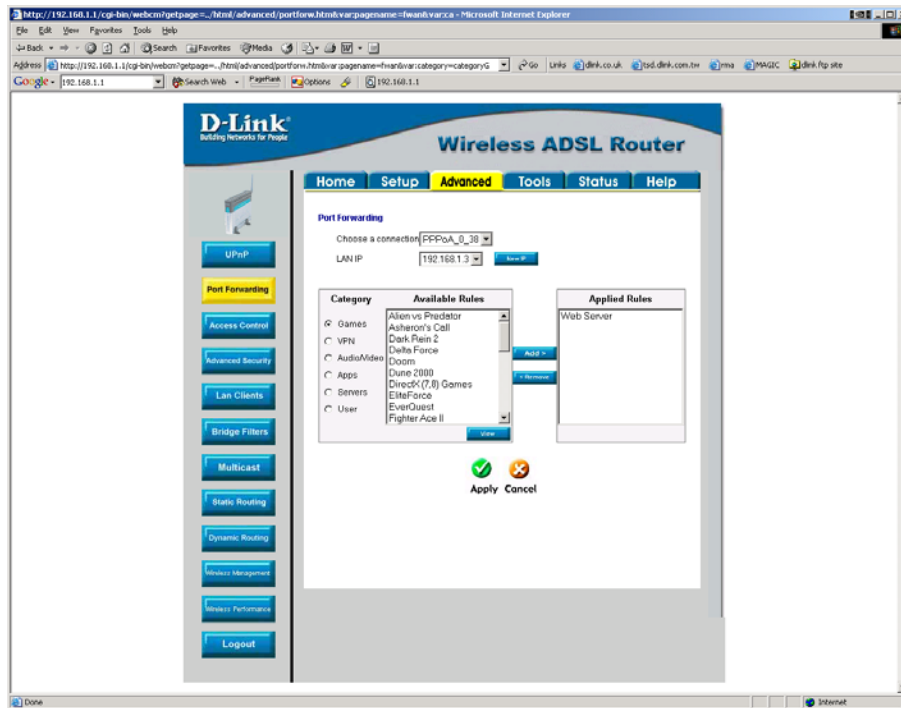 http://192.168.1.1/cgi-bin/webcm?getpage=../html/advanced/portforw.htm&var:pagename=fwan&var:ca - Microsoft Internet Explorer
File Edit View Favorites Tools Help
Back Search Favorites Media
Address http://192.168.1.1/cgi-bin/webcm?getpage=../html/advanced/portforw.htm&var:pagename=fwan&var:category=categoryG Go Links dlink.co.uk tsd.dlink.com.tw rma MAGIC dlink ftp site
Google 192.168.1.1 Search Web PageRank Options 192.168.1.1
D-Link
Building Networks for People
Wireless ADSL Router
Home Setup Advanced Tools Status Help
UPnP
Port Forwarding
Access Control
Advanced Security
Lan Clients
Bridge Filters
Multicast
Static Routing
Dynamic Routing
Wireless Management
Wireless Performance
Logout
Port Forwarding
Choose a connection PPPoA_0_38
LAN IP 192.168.1.3 New IP
Category Available Rules Applied Rules
Games
VPN
Audio/Video
Apps
Servers
User
Alien vs Predator
Asheron's Call
Dark Rein 2
Delta Force
Doom
Dune 2000
DirectX (7,8) Games
EliteForce
EverQuest
Fighter Ace II
Add >
< Remove
Web Server
View
Apply Cancel
Done Internet